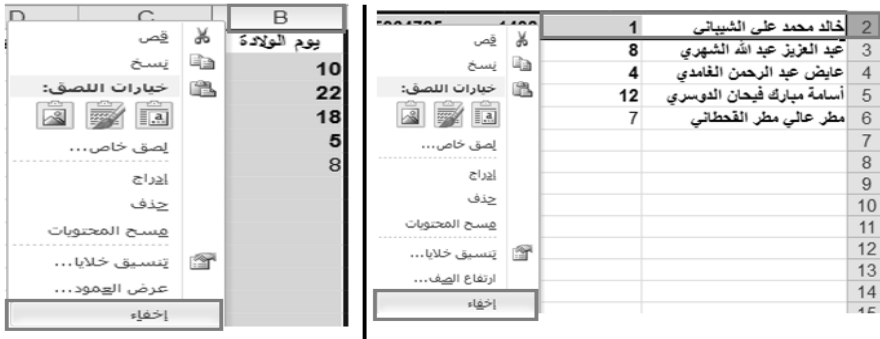 2 خالد محمد علي الشيباني 1
3 عبد العزيز عبد الله الشهري 8
4 عايض عبد الرحمن الغامدي 4
5 أسامة مبارك فيحان الدوسري 12
6 مطر عالي مطر القحطاني 7
7
8
9
10
11
12
13
14
15
قص
نسخ
خيارات اللصق:
لصق خاص...
إدراج
حذف
مسح المحتويات
تنسيق خلايا...
ارتفاع الصف...
إخفاء
B C D
يوم الولادة
10
22
18
5
8
قص
نسخ
خيارات اللصق:
لصق خاص...
إدراج
حذف
مسح المحتويات
تنسيق خلايا...
عرض العمود...
إخفاء